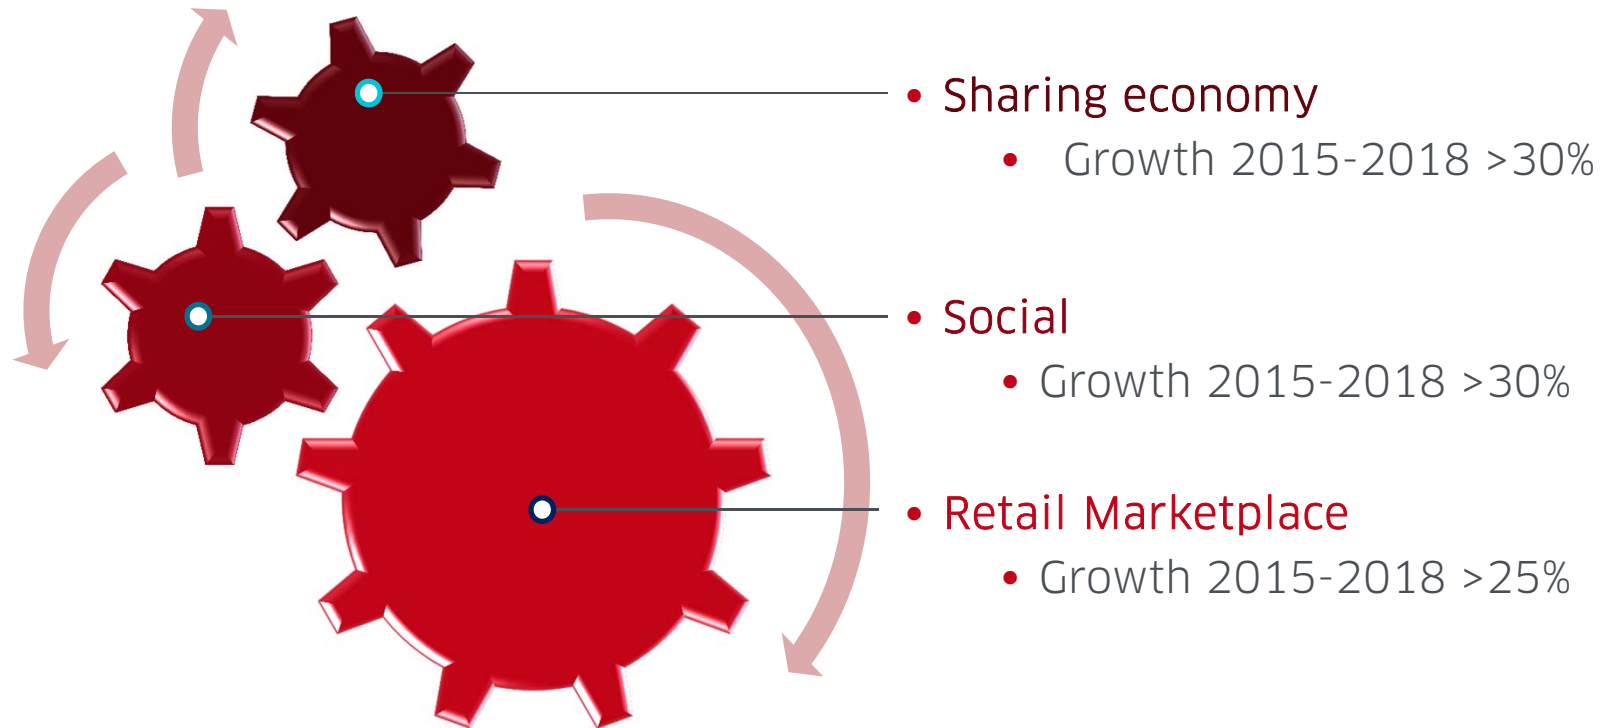 • Sharing economy
• Growth 2015-2018 >30%
• Social
• Growth 2015-2018 >30%
• Retail Marketplace
• Growth 2015-2018 >25%